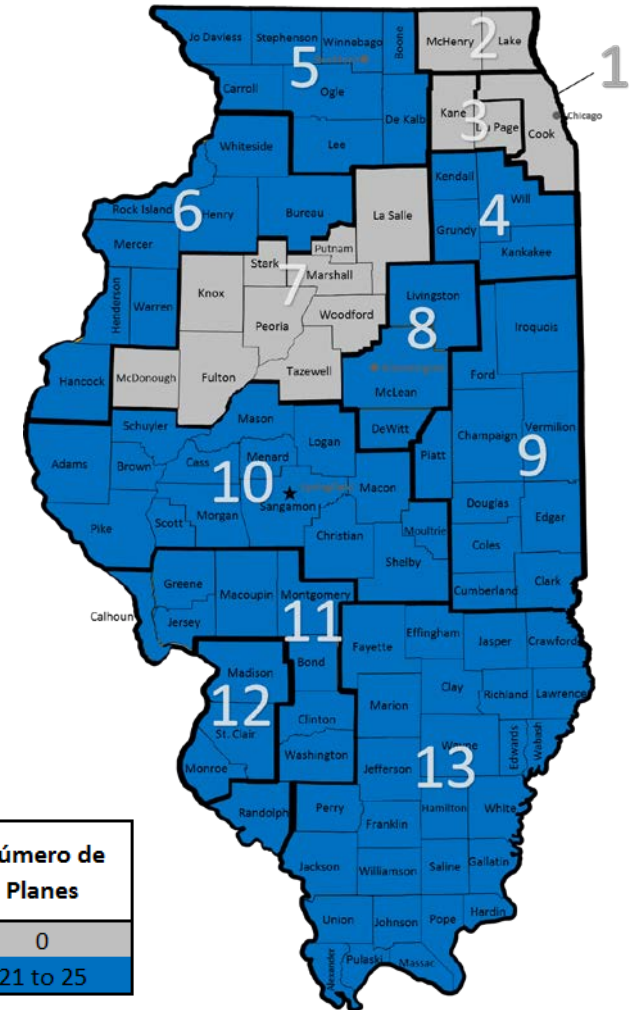 Jo Daviess Stephenson Winnebago Boone McHenry Lake
2
5
1
Carroll Ogle De Kalb Kane 3 Du Page Cook Chicago
Whiteside Lee
Kendall Will
Rock Island 6 Henry Bureau La Salle Grundy 4
Mercer Putnam Kankakee
Stark Marshall
Henderson Warren Knox 7 Livingston Iroquois
Peoria Woodford 8
Hancock McDonough Fulton Tazewell McLean Ford
Schuyler Mason DeWitt Champaign Vermilion
Adams Brown Cass Menard Logan Piatt 9
10 Macon
Pike Scott Morgan Sangamon Christian Moultrie Douglas Edgar
Shelby Coles
Greene Macoupin Montgomery Cumberland Clark
Calhoun Jersey 11 Fayette Effingham Jasper Crawford
Madison Bond Clay Richland Lawrence
12 Clinton Marion
St. Clair Washington Wayne Edwards Wabash
Monroe Jefferson 13
Randolph Perry Hamilton White
Franklin
Jackson Williamson Saline Gallatin
Union Johnson Pope Hardin
Alexander Pulaski Massac
úmero de
Planes
0
21 to 25